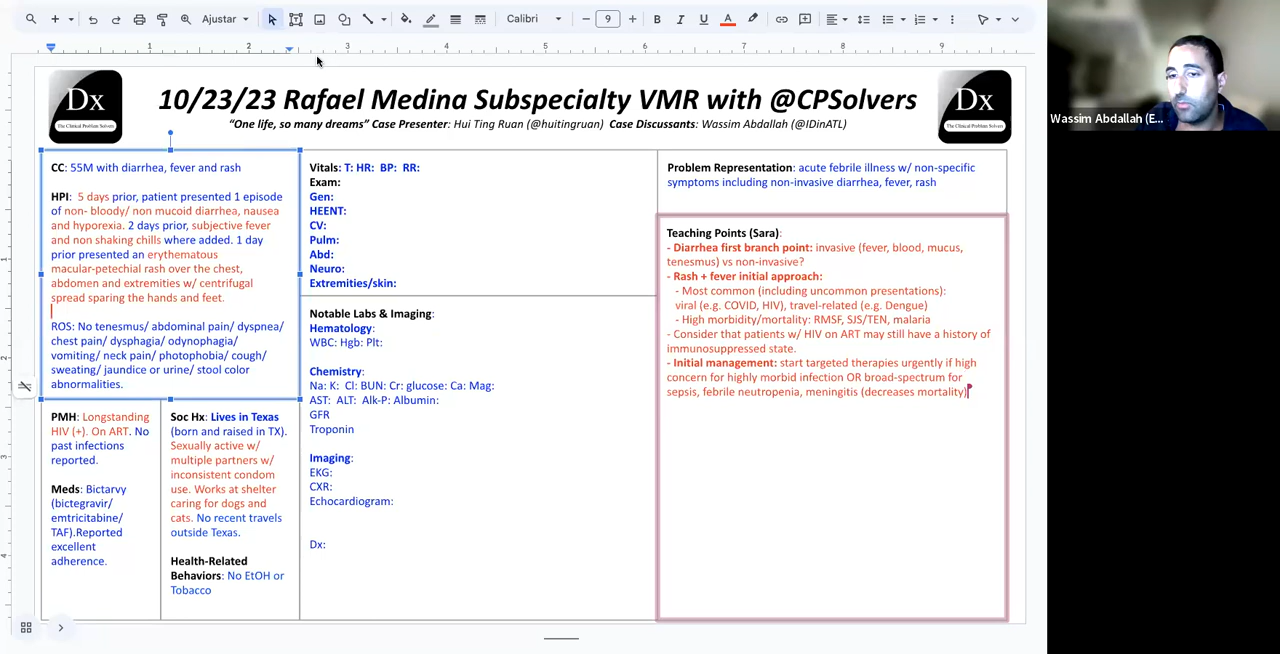 Ajustar
Calibri
9
B I U A
1 2 3 4 5 6 7 8 9
Dx
The Clinical Problem Solvers
10/23/23 Rafael Medina Subspecialty VMR with @CPSolvers
“One life, so many dreams” Case Presenter: Hui Ting Ruan (@huitingruan) Case Discussants: Wassim Abdallah (@IDinATL)
Dx
The Clinical Problem Solvers
Wassim Abdallah (E...
CC: 55M with diarrhea, fever and rash
HPI: 5 days prior, patient presented 1 episode
of non- bloody/ non mucoid diarrhea, nausea
and hyporexia. 2 days prior, subjective fever
and non shaking chills where added. 1 day
prior presented an erythematous
macular-petechial rash over the chest,
abdomen and extremities w/ centrifugal
spread sparing the hands and feet.
ROS: No tenesmus/ abdominal pain/ dyspnea/
chest pain/ dysphagia/ odynophagia/
vomiting/ neck pain/ photophobia/ cough/
sweating/ jaundice or urine/ stool color
abnormalities.
PMH: Longstanding
HIV (+). On ART. No
past infections
reported.
Meds: Bictarvy
(bictegravir/
emtricitabine/
TAF).Reported
excellent
adherence.
Soc Hx: Lives in Texas
(born and raised in TX).
Sexually active w/
multiple partners w/
inconsistent condom
use. Works at shelter
caring for dogs and
cats. No recent travels
outside Texas.
Health-Related
Behaviors: No EtOH or
Tobacco
Vitals: T: HR: BP: RR:
Exam:
Gen:
HEENT:
CV:
Pulm:
Abd:
Neuro:
Extremities/skin:
Notable Labs & Imaging:
Hematology:
WBC: Hgb: Plt:
Chemistry:
Na: K: Cl: BUN: Cr: glucose: Ca: Mag:
AST: ALT: Alk-P: Albumin:
GFR
Troponin
Imaging:
EKG:
CXR:
Echocardiogram:
Dx:
Problem Representation: acute febrile illness w/ non-specific
symptoms including non-invasive diarrhea, fever, rash
Teaching Points (Sara):
- Diarrhea first branch point: invasive (fever, blood, mucus,
tenesmus) vs non-invasive?
- Rash + fever initial approach:
- Most common (including uncommon presentations):
viral (e.g. COVID, HIV), travel-related (e.g. Dengue)
- High morbidity/mortality: RMSF, SJS/TEN, malaria
- Consider that patients w/ HIV on ART may still have a history of
immunosuppressed state.
- Initial management: start targeted therapies urgently if high
concern for highly morbid infection OR broad-spectrum for
sepsis, febrile neutropenia, meningitis (decreases mortality)
1
2
3
4